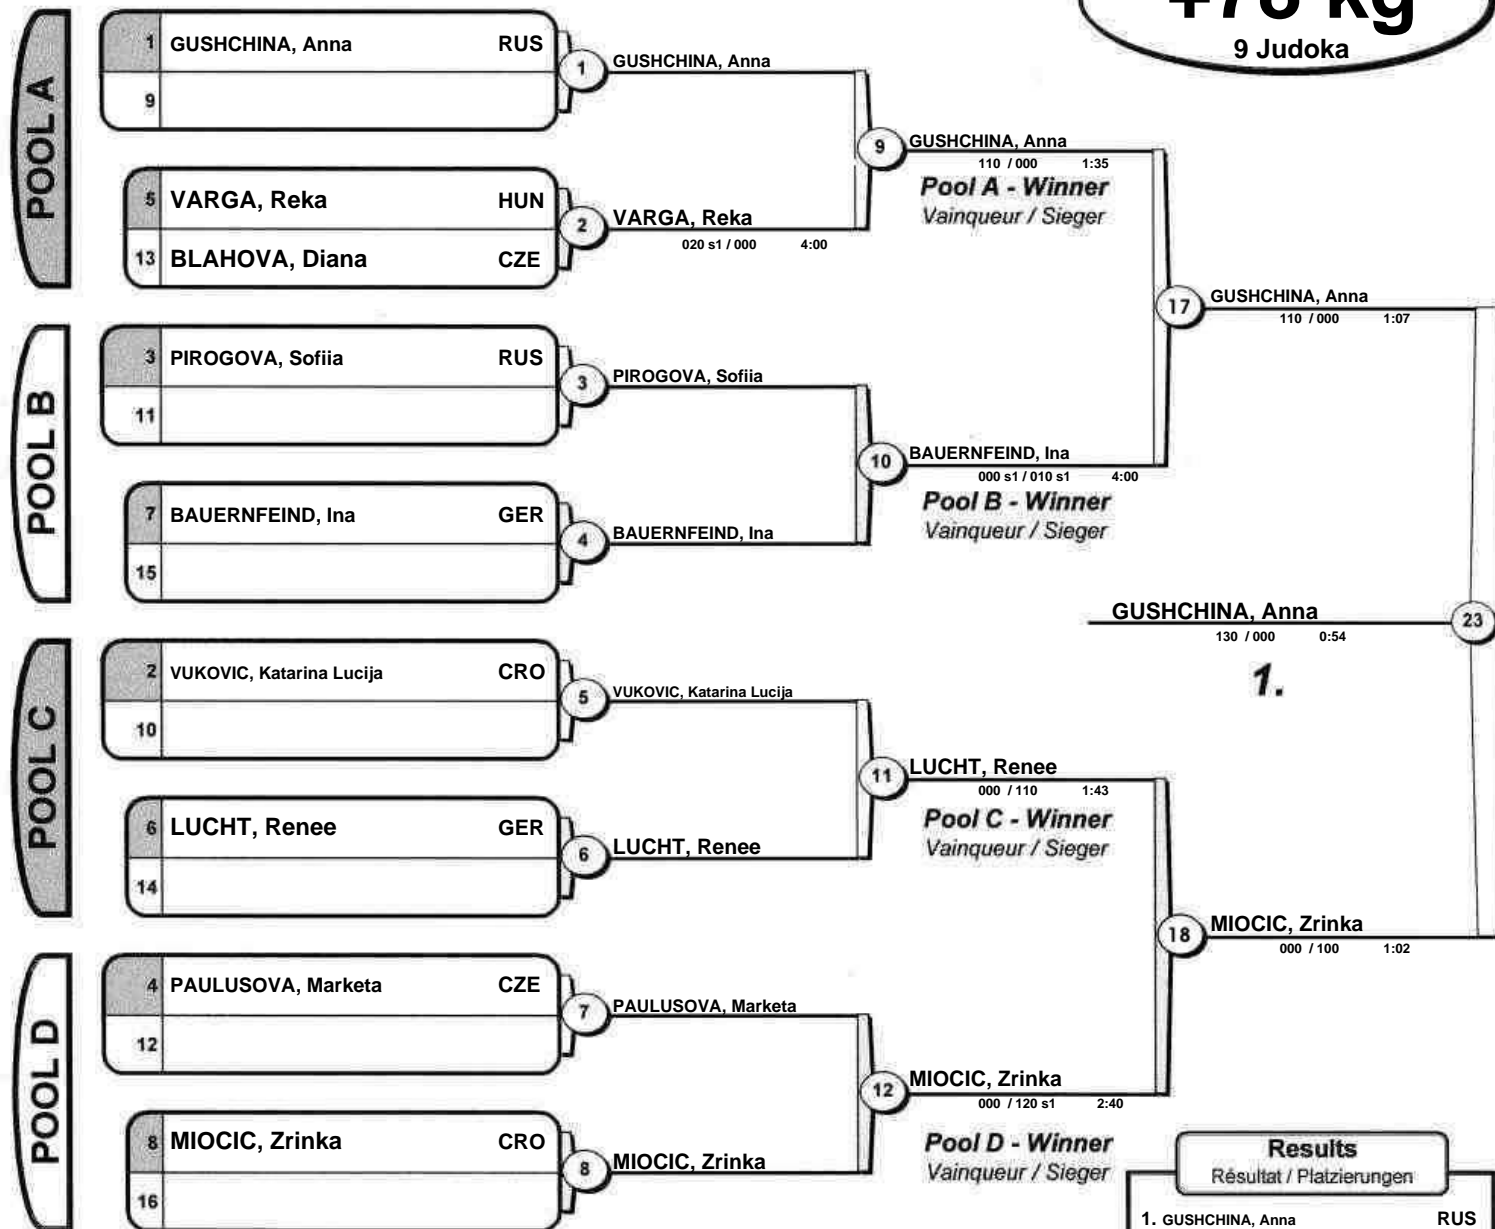 +78 kg
9 Judoka
POOL A
1 GUSHCHINA, Anna RUS
9
1 GUSHCHINA, Anna
5 VARGA, Reka HUN
13 BLAHOVA, Diana CZE
2 VARGA, Reka
020 s1 / 000 4:00
9 GUSHCHINA, Anna
110 / 000 1:35
Pool A - Winner
Vainqueur / Sieger
POOL B
3 PIROGOVA, Sofiia RUS
11
3 PIROGOVA, Sofiia
7 BAUERNFEIND, Ina GER
15
4 BAUERNFEIND, Ina
10 BAUERNFEIND, Ina
000 s1 / 010 s1 4:00
Pool B - Winner
Vainqueur / Sieger
17 GUSHCHINA, Anna
110 / 000 1:07
GUSHCHINA, Anna 23
130 / 000 0:54
1.
POOL C
2 VUKOVIC, Katarina Lucija CRO
10
5 VUKOVIC, Katarina Lucija
6 LUCHT, Renee GER
14
6 LUCHT, Renee
11 LUCHT, Renee
000 / 110 1:43
Pool C - Winner
Vainqueur / Sieger
POOL D
4 PAULUSOVA, Marketa CZE
12
7 PAULUSOVA, Marketa
8 MIOCIC, Zrinka CRO
16
8 MIOCIC, Zrinka
12 MIOCIC, Zrinka
000 / 120 s1 2:40
Pool D - Winner
Vainqueur / Sieger
18 MIOCIC, Zrinka
000 / 100 1:02
Results
Résultat / Platzierungen
1. GUSHCHINA, Anna RUS